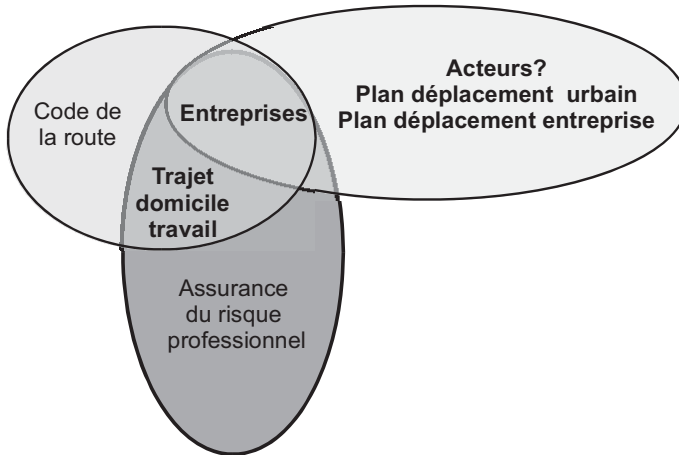 Acteurs?
Plan déplacement urbain
Plan déplacement entreprise
Code de
la route
Entreprises
Trajet
domicile
travail
Assurance
du risque
professionnel